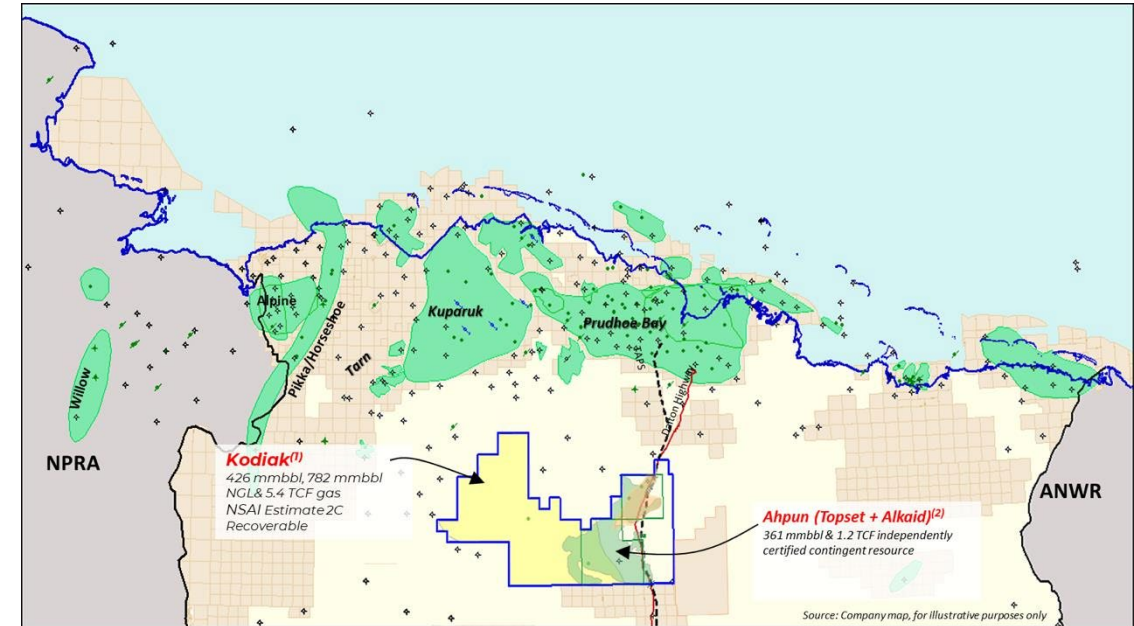 Alpine
Kuparuk
Prudhoe Bay
Pikka/Horseshoe
Tarn
TAPS
Dalton Highway
Willow
NPRA
Kodiak(1)
426 mmbbl, 782 mmbbl
NGL& 5.4 TCF gas
NSAI Estimate 2C
Recoverable
ANWR
Ahpun (Topset + Alkaid)(2)
361 mmbbl & 1.2 TCF independently
certified contingent resource
Source: Company map, for illustrative purposes only